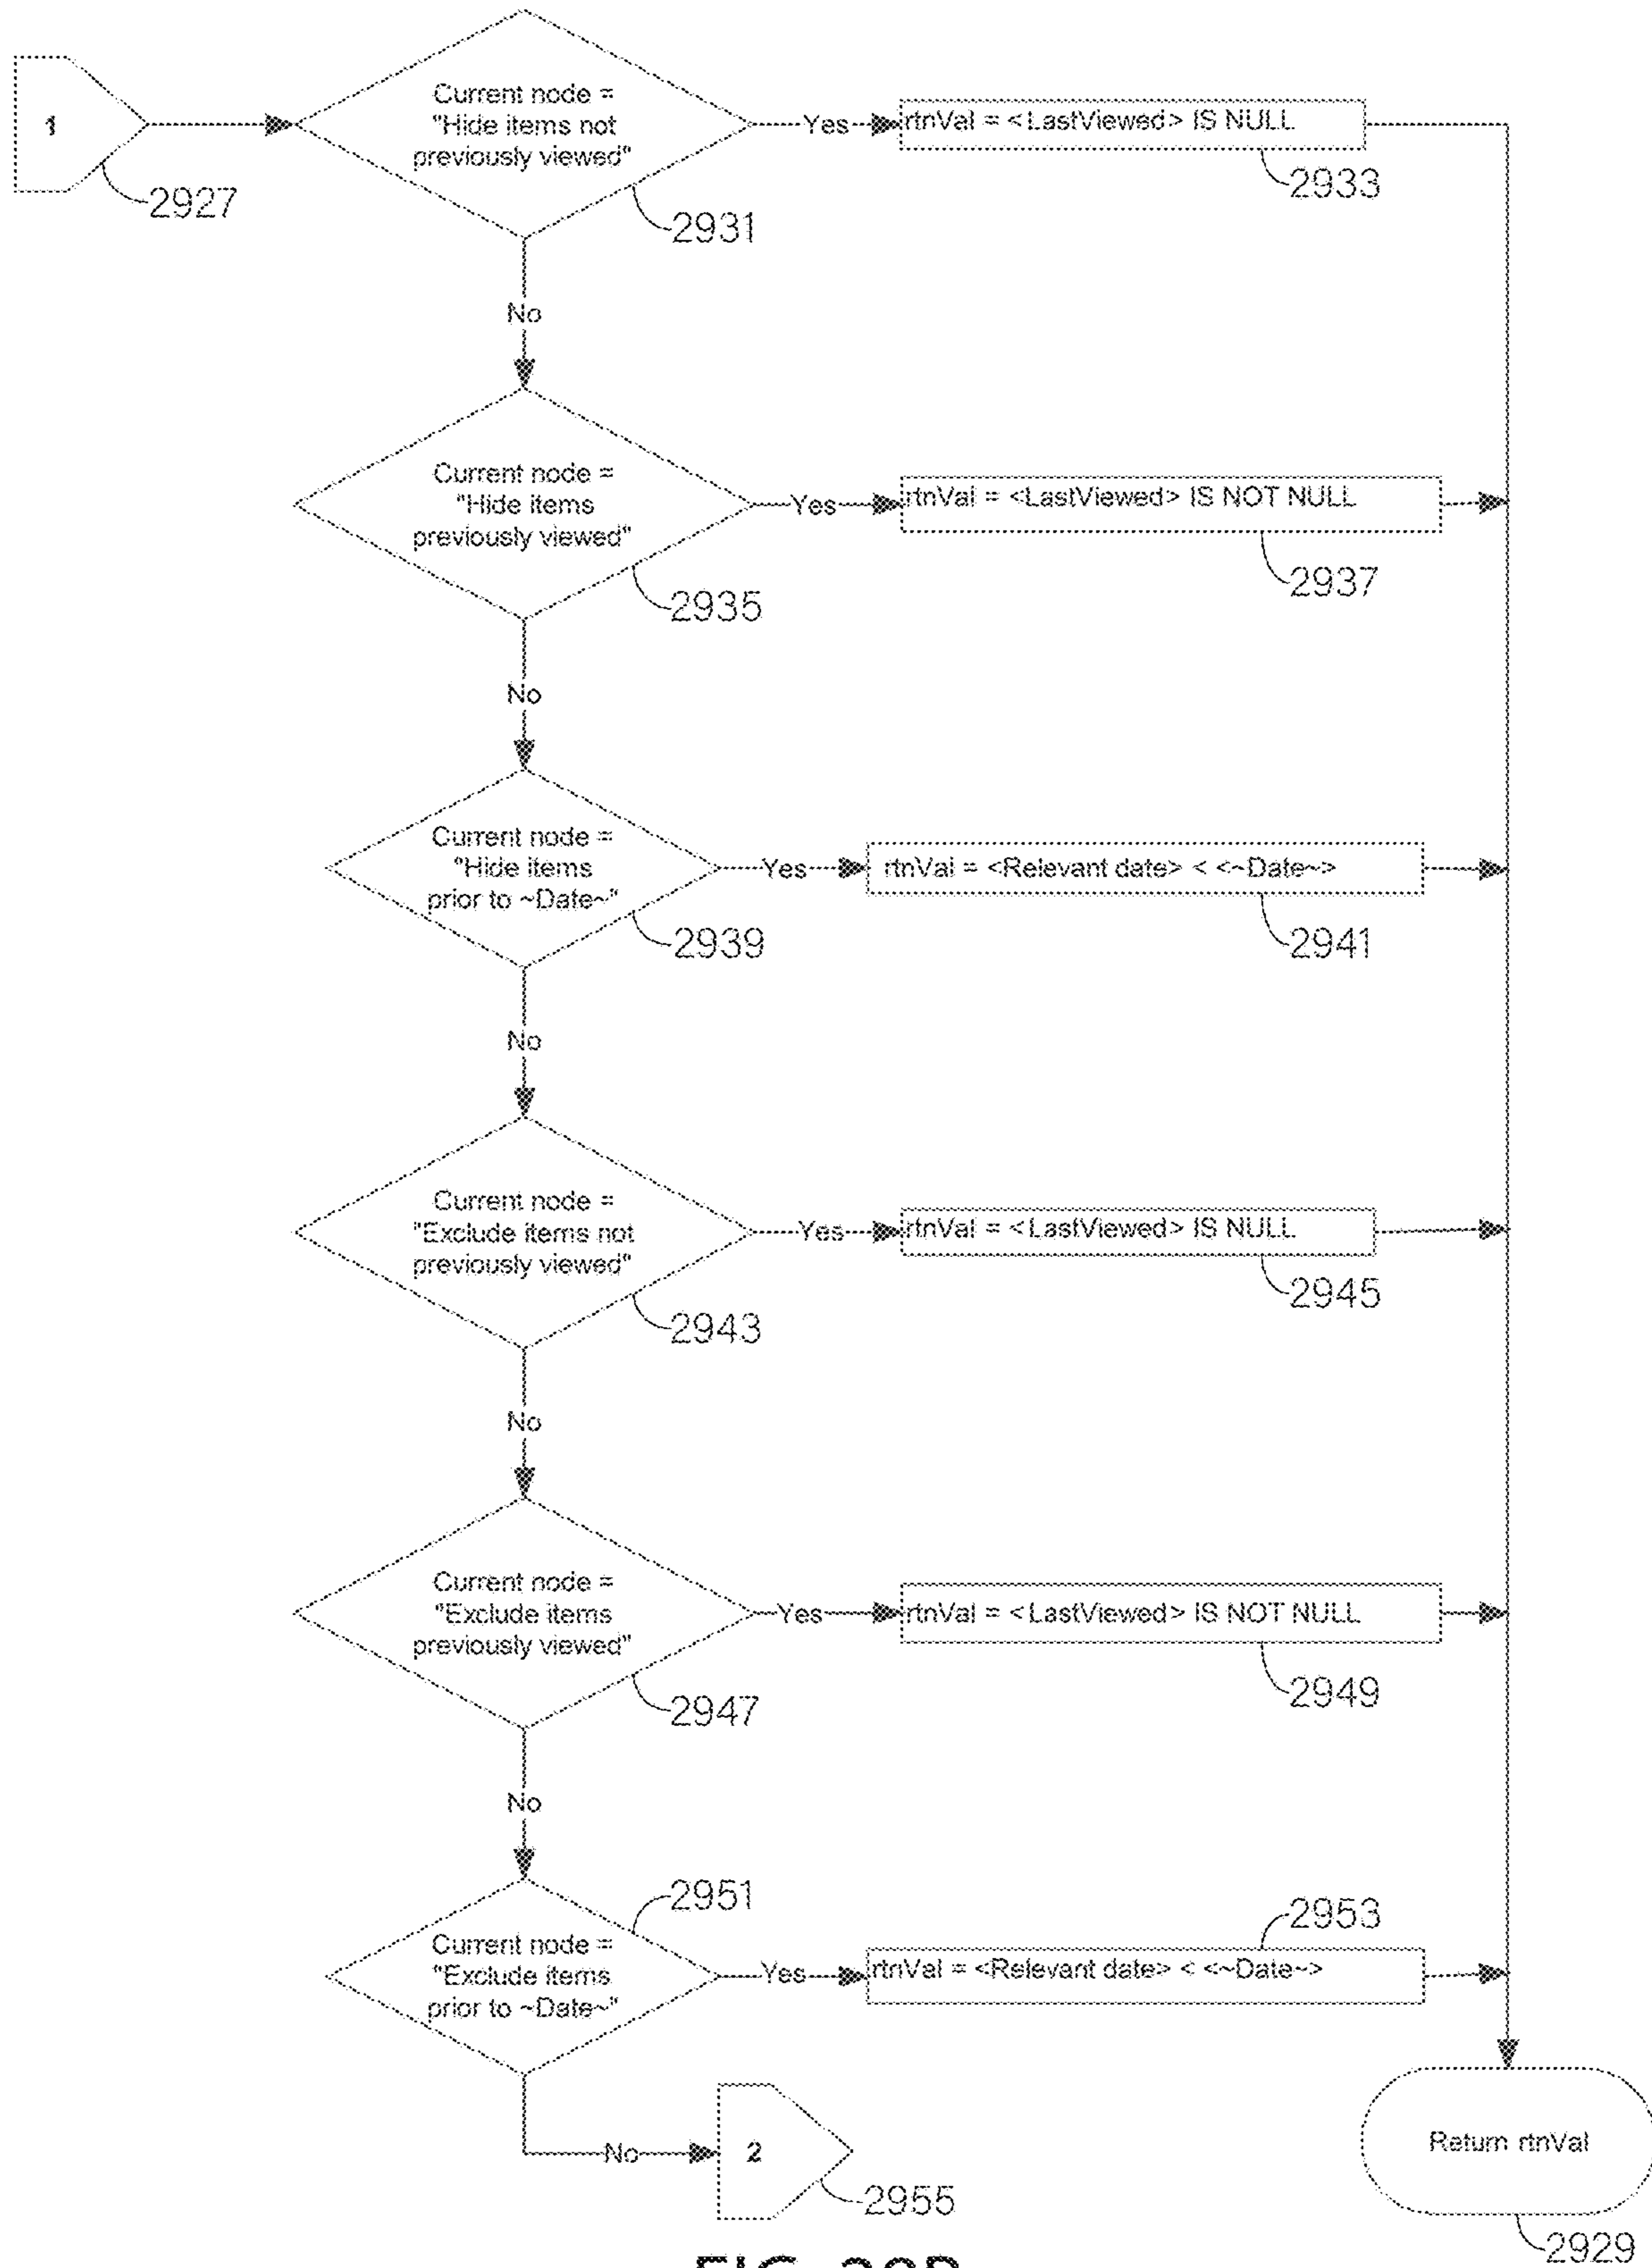 1
2927
Current node =
"Hide items not
previously viewed"
2931
Yes
rtnVal = <LastViewed> IS NULL
2933
No
Current node =
"Hide items
previously viewed"
2935
Yes
rtnVal = <LastViewed> IS NOT NULL
2937
No
Current node =
"Hide items
prior to ~Date~"
2939
Yes
rtnVal = <Relevant date> < <~Date~>
2941
No
Current node =
"Exclude items not
previously viewed"
2943
Yes
rtnVal = <LastViewed> IS NULL
2945
No
Current node =
"Exclude items
previously viewed"
2947
Yes
rtnVal = <LastViewed> IS NOT NULL
2949
No
2951
Current node =
"Exclude items
prior to ~Date~"
Yes
2953
rtnVal = <Relevant date> < <~Date~>
No
2
2955
Return rtnVal
2929